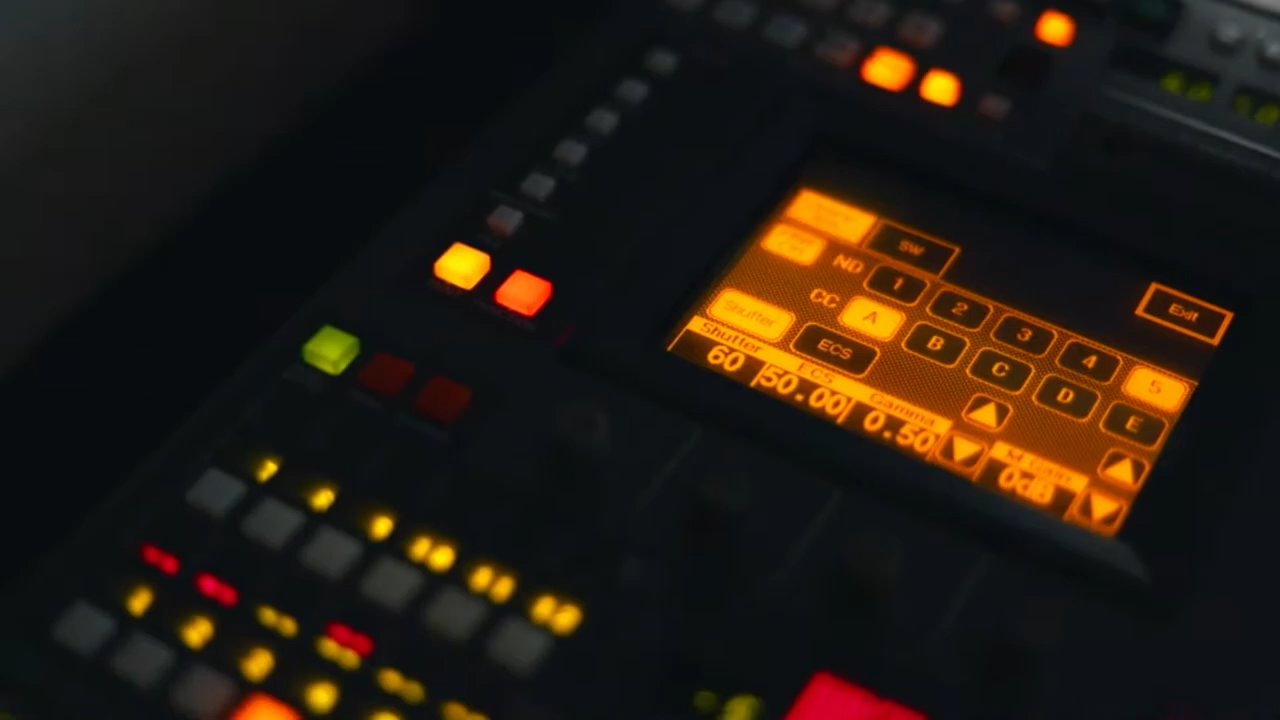 SW
Exit
ND 1 2 3 4 5
CC A B C D E
Shutter ECS
Shutter ECS Gamma M.GAIN
60 50.00 0.50 0dB